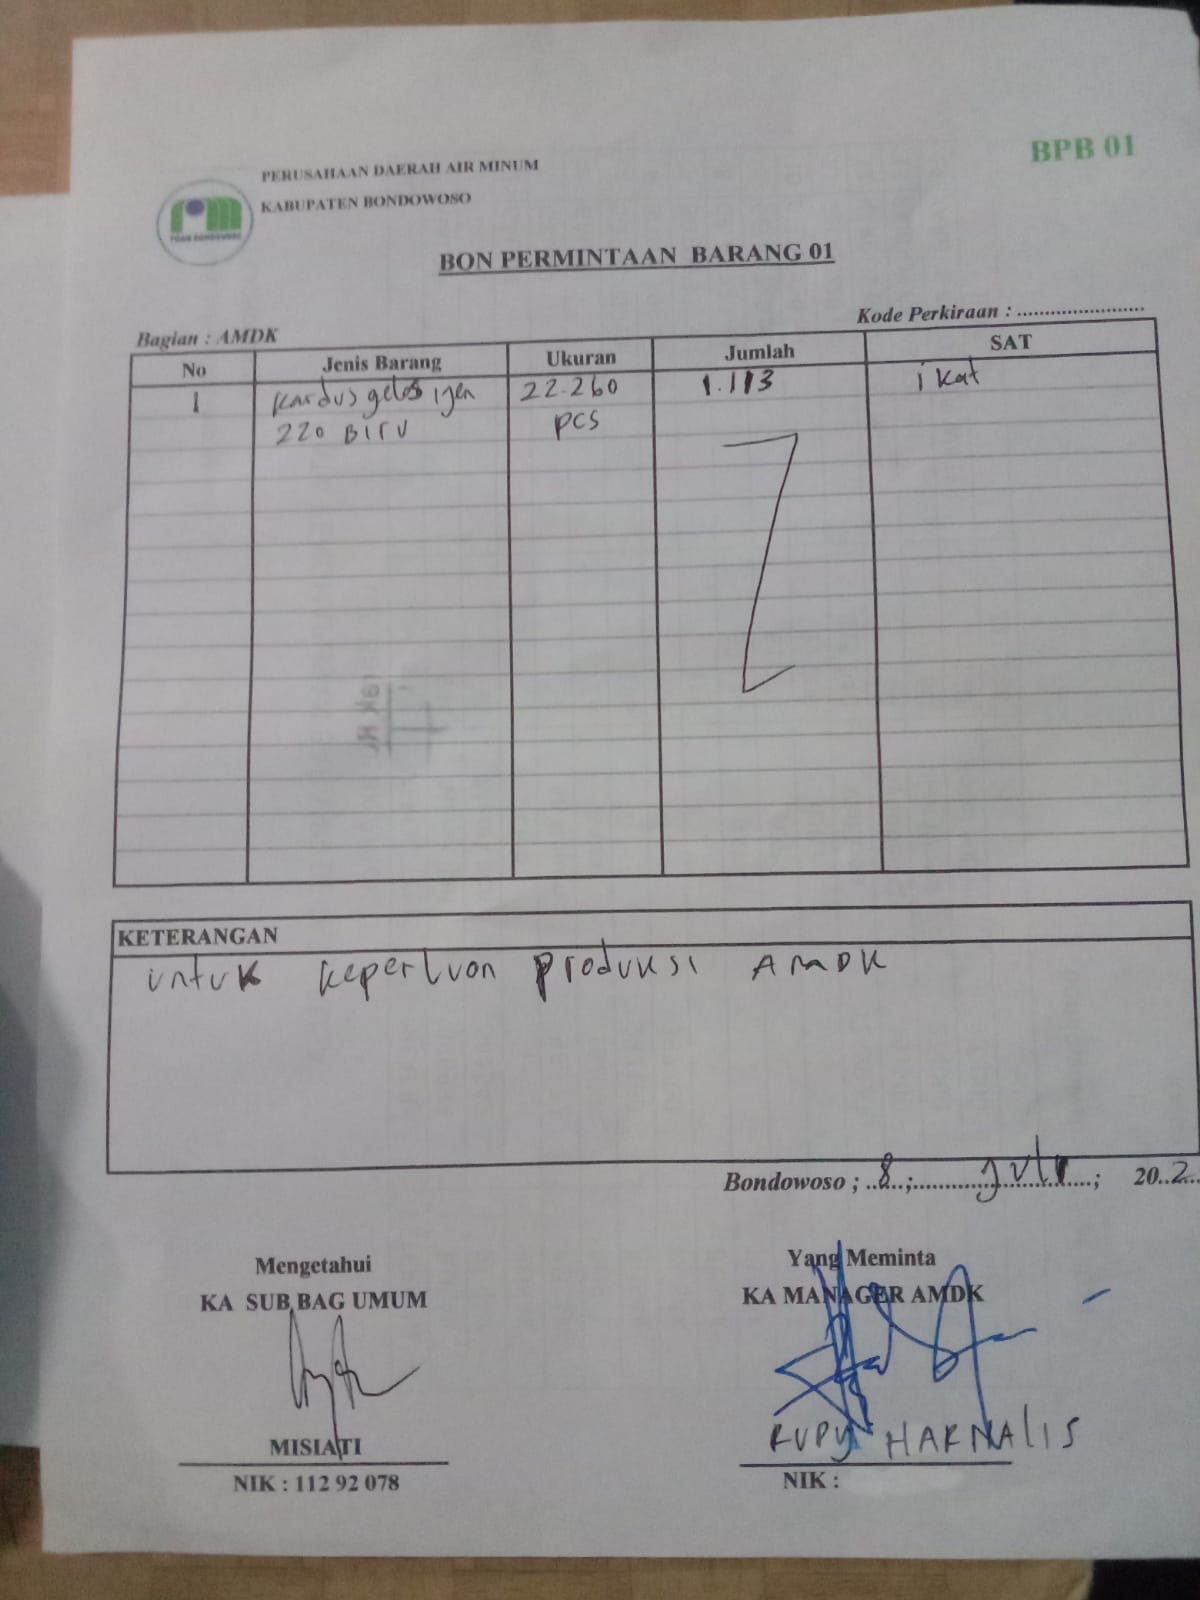 BPB 01
PERUSAHAAN DAERAH AIR MINUM
KABUPATEN BONDOWOSO
BON PERMINTAAN BARANG 01
Kode Perkiraan : ........................
Bagian : AMDK
No Jenis Barang Ukuran Jumlah SAT
1 kardus gelas ijen 22.260 1.113 ikat
220 BIRU pcs
KETERANGAN
untuk keperluan produksi AMDK
Bondowoso ; ..8..; juli ; 20..2...
Mengetahui Yang Meminta
KA SUB BAG UMUM KA MANAGER AMDK
MISIATI RUPY HARNALIS
NIK : 112 92 078 NIK :